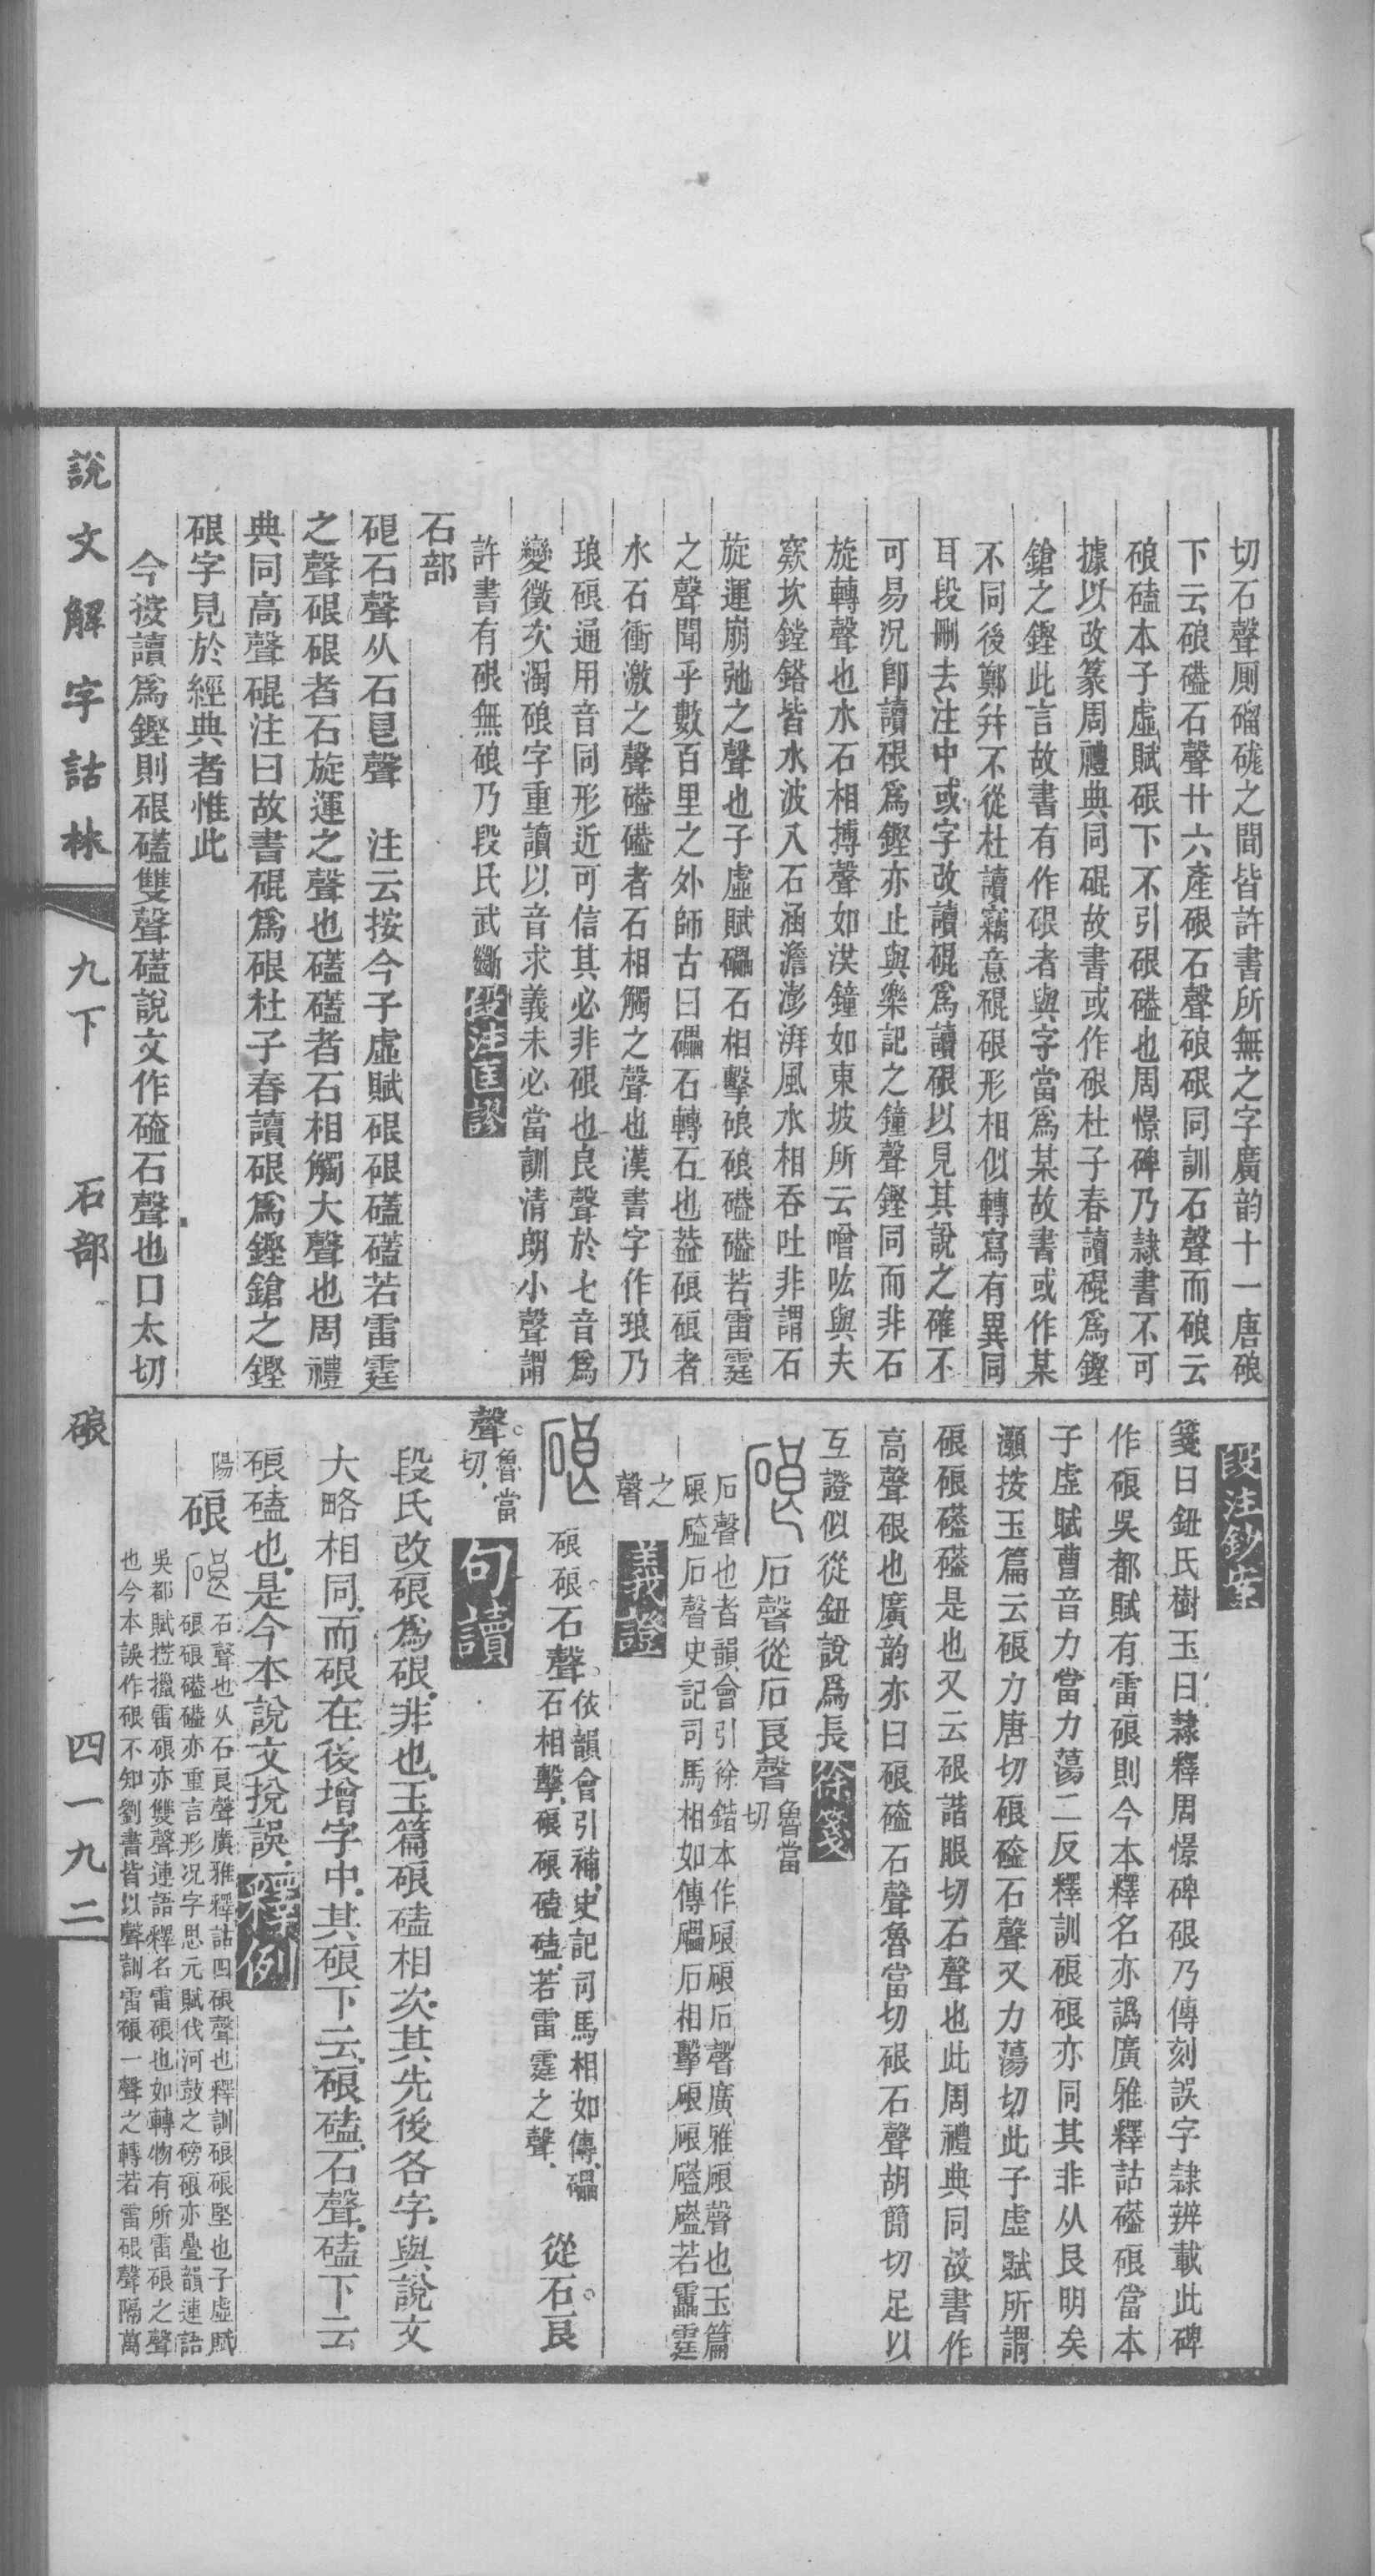 切石聲厠磂硥之間皆許書所無之字廣韵十一唐硠
下云硠礚石聲廿六產硍石聲硠硍同訓石聲而硠云
硠磕本子虛賦硍下不引硍礚也周憬碑乃隸書不可
據以改篆周禮典同硍故書或作硍杜子春讀硍爲鏗
鎗之鏗此言故書有作硍者與字當爲某故書或作某
不同後鄭幷不從杜讀竊意硍硍形相似轉寫有異同
耳段刪去注中或字改讀硍爲讀硍以見其說之確不
可易况卽讀硍爲鏗亦止與樂記之鐘聲鏗同而非石
旋轉聲也水石相搏聲如洪鐘如東坡所云噌吰與夫
窾坎鏜鎝皆水波入石涵澹澎湃風水相吞吐非謂石
旋運崩弛之聲也子虛賦礧石相擊硠硠礚礚若雷霆
之聲聞乎數百里之外師古曰礧石轉石也葢硠硠者
水石衝激之聲礚礚者石相觸之聲也漢書字作琅乃
琅硠通用音同形近可信其必非硍也良聲於七音爲
變徵次濁硠字重讀以音求義未必當訓清朗小聲謂
許書有硍無硠乃段氏武斷 段注匡謬
石部
硍石聲从石皀聲　注云按今子虛賦硍硍礚礚若雷霆
之聲硍硍者石旋運之聲也礚礚者石相觸大聲也周禮
典同高聲硍注曰故書硍爲硍杜子春讀硍爲鏗鎗之鏗
硍字見於經典者惟此
今按讀爲鏗則硍礚雙聲礚說文作磕石聲也口太切
段注鈔案
箋曰鈕氏樹玉曰隸釋周憬碑硍乃傳刻誤字隸辨載此碑
作硠吳都賦有雷硠則今本釋名亦譌廣雅釋詁礚硠當本
子虛賦曹音力當力蕩二反釋訓硠硠亦同其非从艮明矣
灝按玉篇云硠力唐切硠磕石聲又力蕩切此子虛賦所謂
硠硠礚礚是也又云硍諧眼切石聲也此周禮典同故書作
高聲硍也廣韵亦曰硠磕石聲魯當切硍石聲胡簡切足以
互證似從鈕說爲長 徐箋
硠 石聲從石良聲 魯當切
石聲也者韻會引徐鍇本作硠硠石聲廣雅硠聲也玉篇
硠磕石聲史記司馬相如傳礧石相擊硠硠礚礚若靁霆
之聲 義證
硠 硠硠石聲 依韻會引補史記司馬相如傳礧石相擊硠硠磕磕若雷霆之聲 從石良
聲 魯當切 句讀
段氏改硠爲硍非也玉篇硠磕相次其先後各字與說文
大略相同而硍在後增字中其硠下云硠磕石聲磕下云
硠磕也是今本說文挩誤 釋例
陽 硠 石聲也从石良聲廣雅釋詁四硠聲也釋訓硠硠堅也子虛賦
硠硠礚礚亦重言形况字思元賦伐河鼓之磅硠亦疊韻連語
吳都賦拉擸雷硠亦雙聲連語釋名雷硠也如轉物有所雷硠之聲
也今本誤作硍不知劉書皆以聲訓雷硠一聲之轉若雷硍聲隔萬
說文解字詁林 九下 石部 硠 四一九二